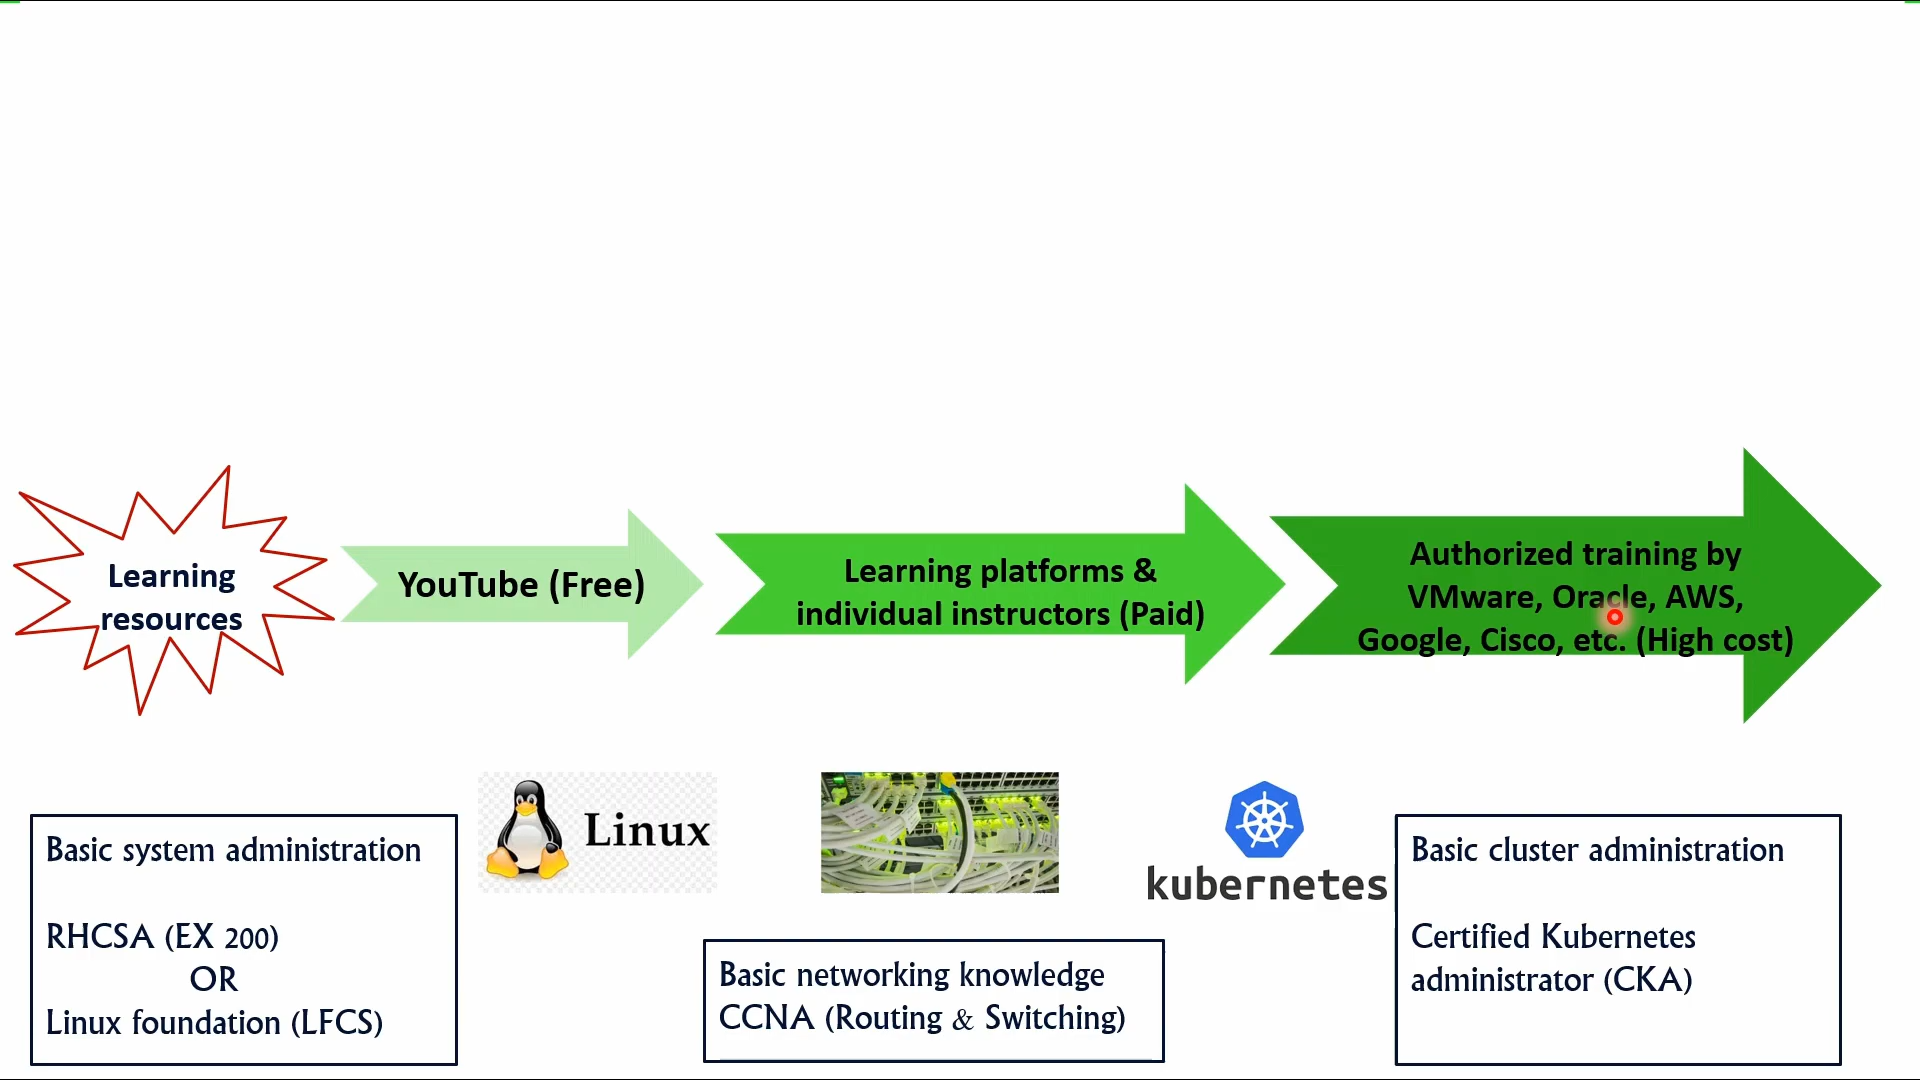 Learning
resources
YouTube (Free)
Learning platforms &
individual instructors (Paid)
Authorized training by
VMware, Oracle, AWS,
Google, Cisco, etc. (High cost)
Linux
kubernetes
Basic system administration
RHCSA (EX 200)
OR
Linux foundation (LFCS)
Basic networking knowledge
CCNA (Routing & Switching)
Basic cluster administration
Certified Kubernetes
administrator (CKA)